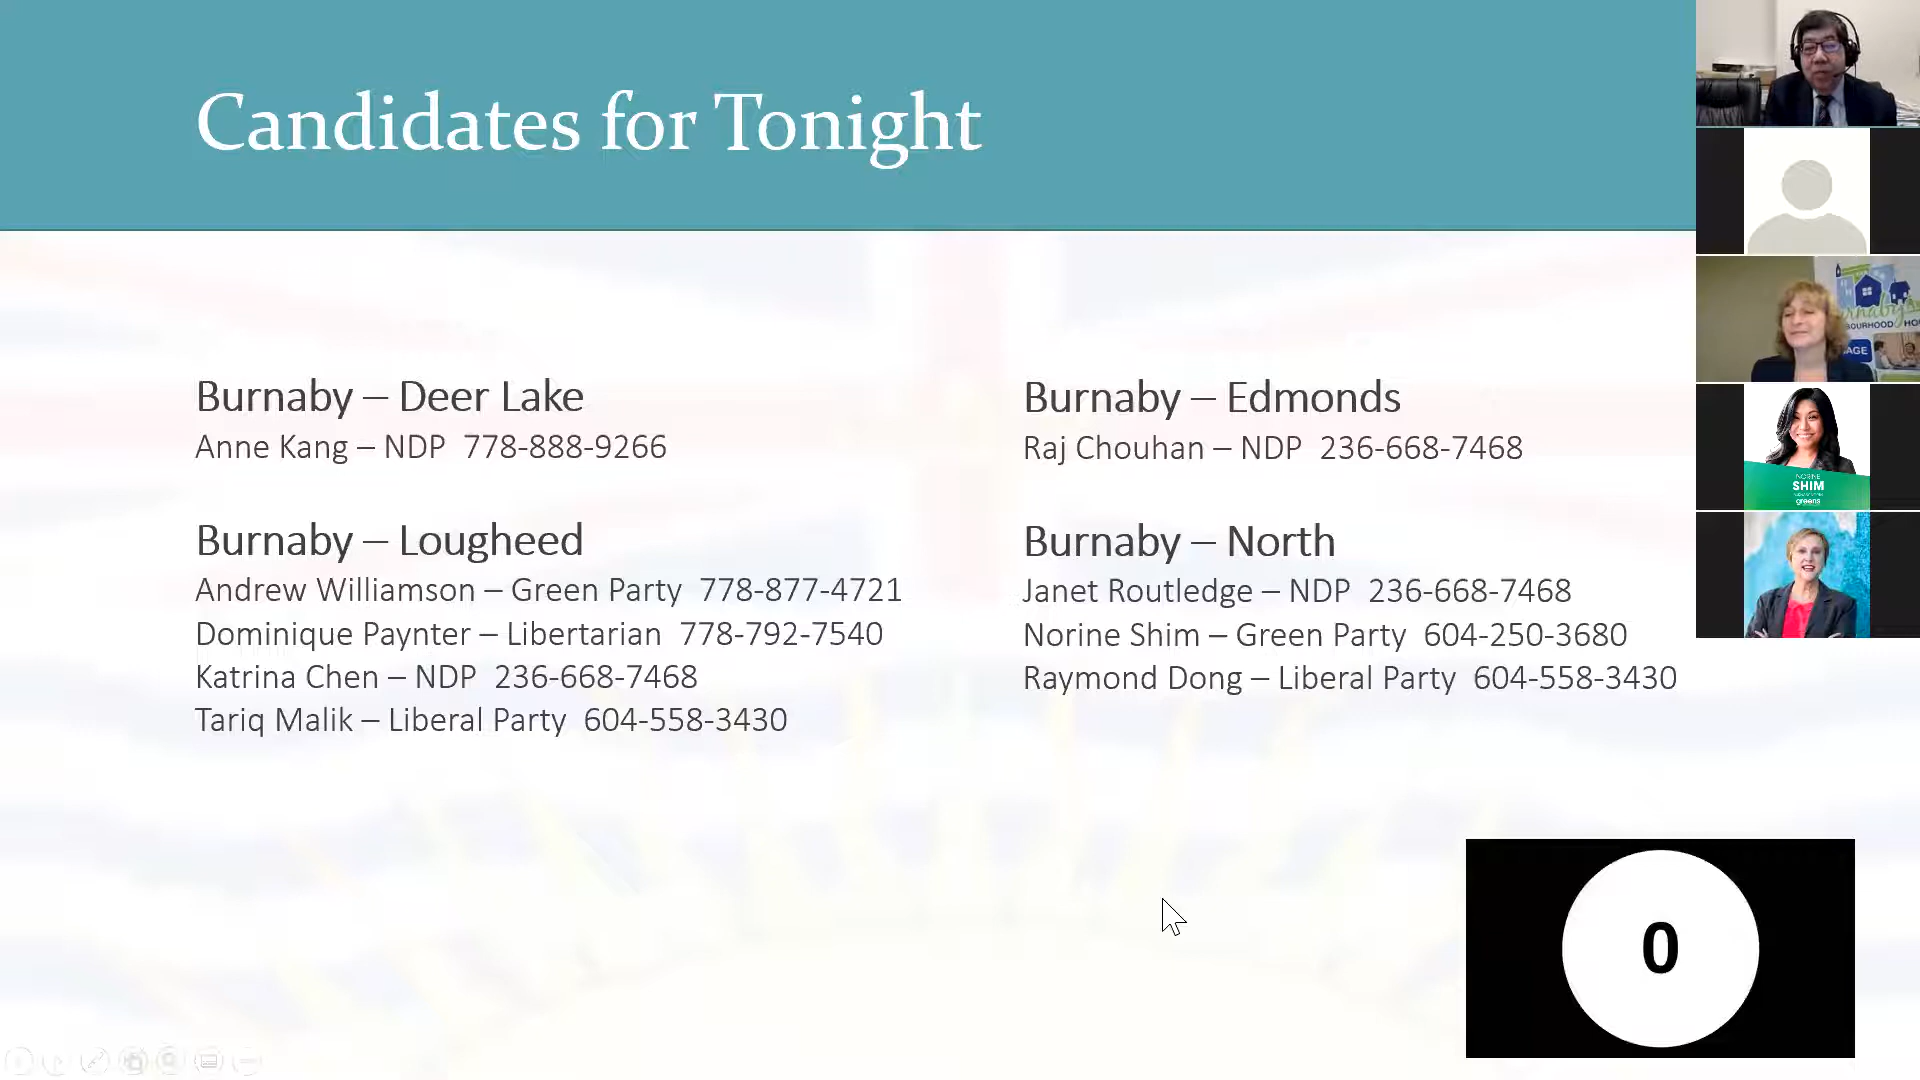 Candidates for Tonight
Burnaby – Deer Lake
Anne Kang – NDP 778-888-9266
Burnaby – Lougheed
Andrew Williamson – Green Party 778-877-4721
Dominique Paynter – Libertarian 778-792-7540
Katrina Chen – NDP 236-668-7468
Tariq Malik – Liberal Party 604-558-3430
Burnaby – Edmonds
Raj Chouhan – NDP 236-668-7468
Burnaby – North
Janet Routledge – NDP 236-668-7468
Norine Shim – Green Party 604-250-3680
Raymond Dong – Liberal Party 604-558-3430
NORINE
SHIM
greens
0